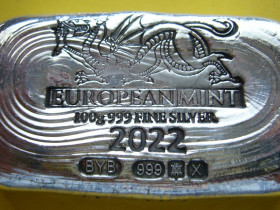 EUROPEAN MINT
100g 999 FINE SILVER
2022
BYB 999 X